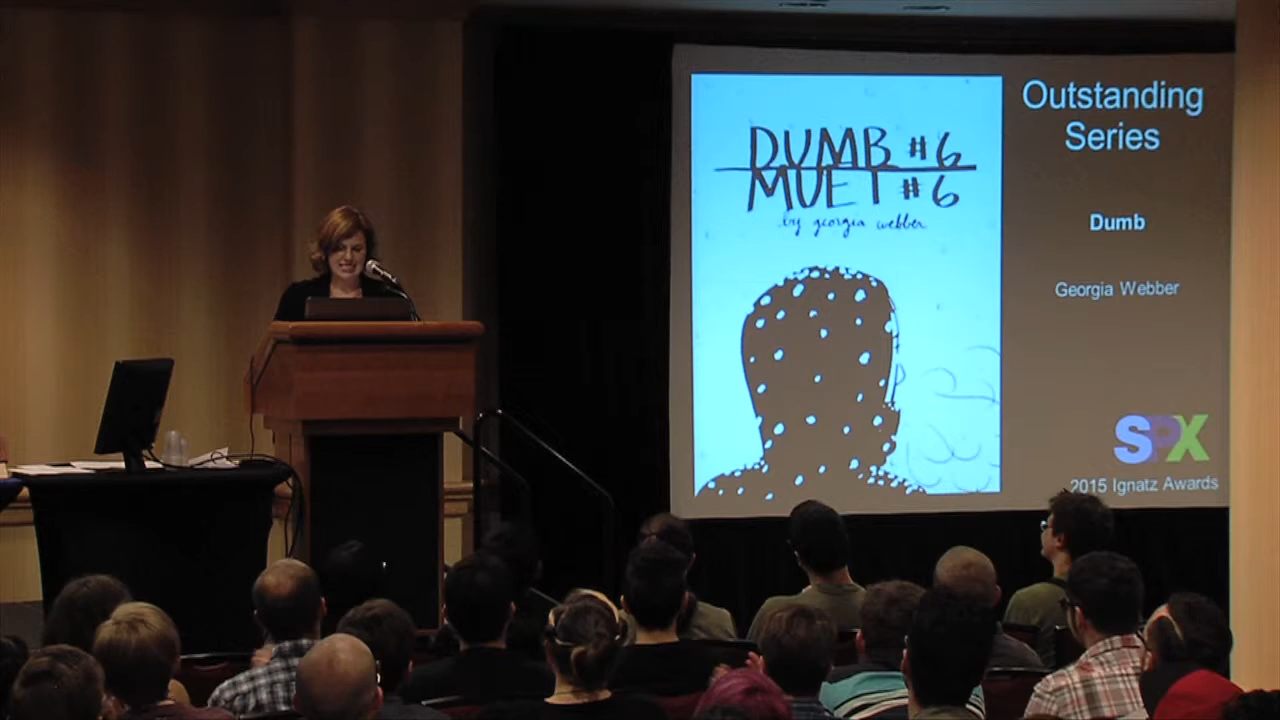 DUMB #6
MUET #6
by georgia webber
Outstanding
Series
Dumb
Georgia Webber
SPX
2015 Ignatz Awards